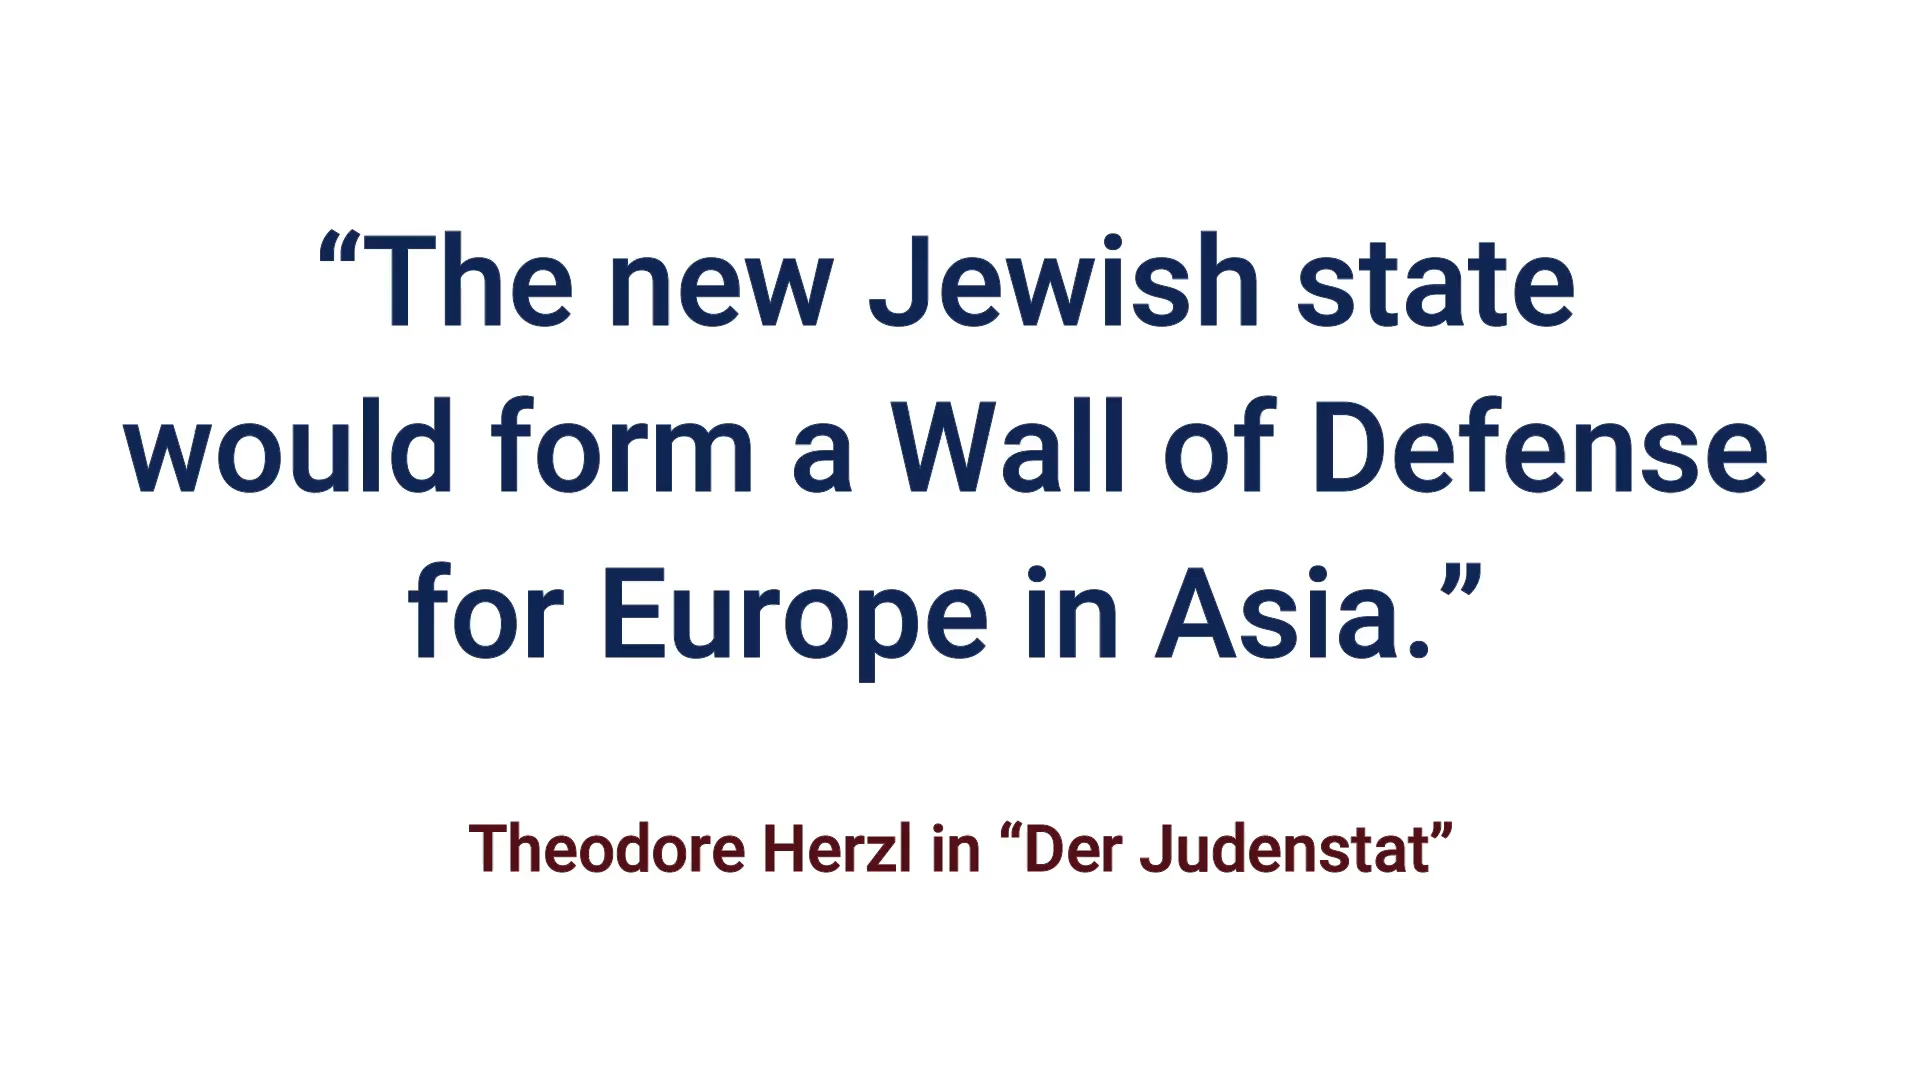 “The new Jewish state
would form a Wall of Defense
for Europe in Asia.”
Theodore Herzl in “Der Judenstat”